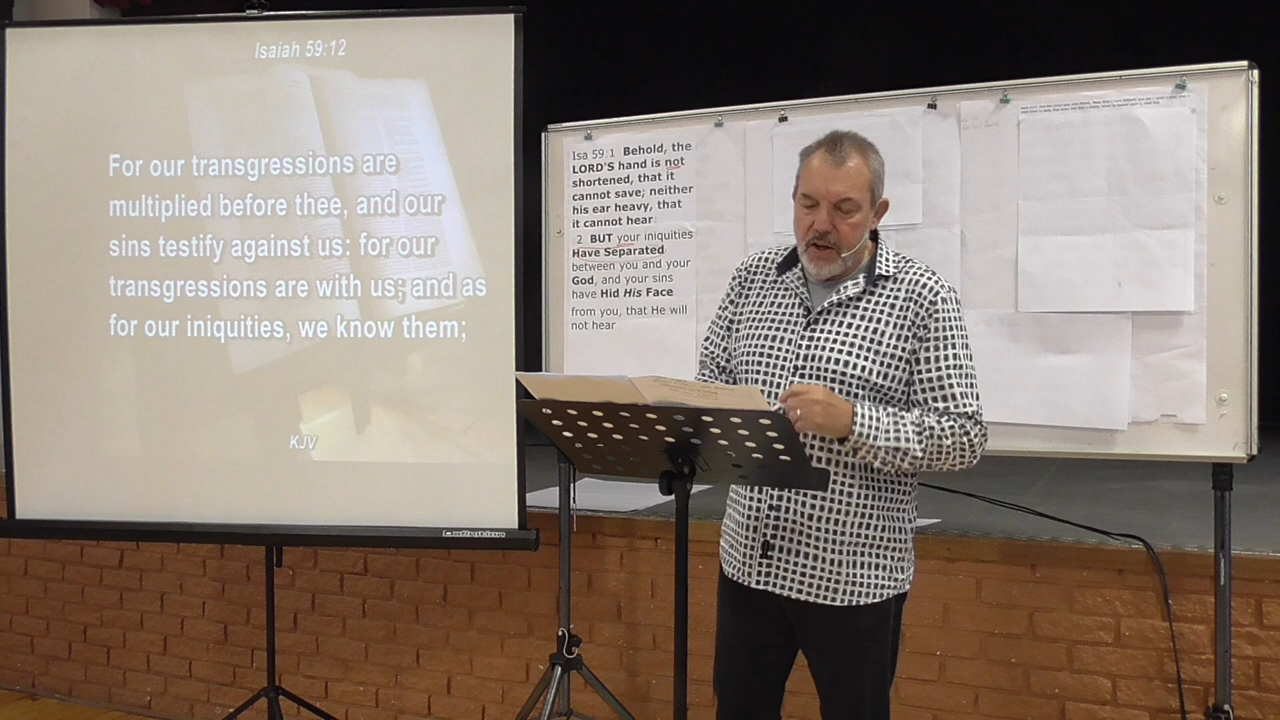 Isaiah 59:12
For our transgressions are
multiplied before thee, and our
sins testify against us: for our
transgressions are with us; and as
for our iniquities, we know them;
KJV
Isa 59:1 Behold, the
LORD'S hand is not
shortened, that it
cannot save; neither
his ear heavy, that
it cannot hear
2 BUT your iniquities
Have Separated
between you and your
God, and your sins
have Hid His Face
from you, that He will
not hear